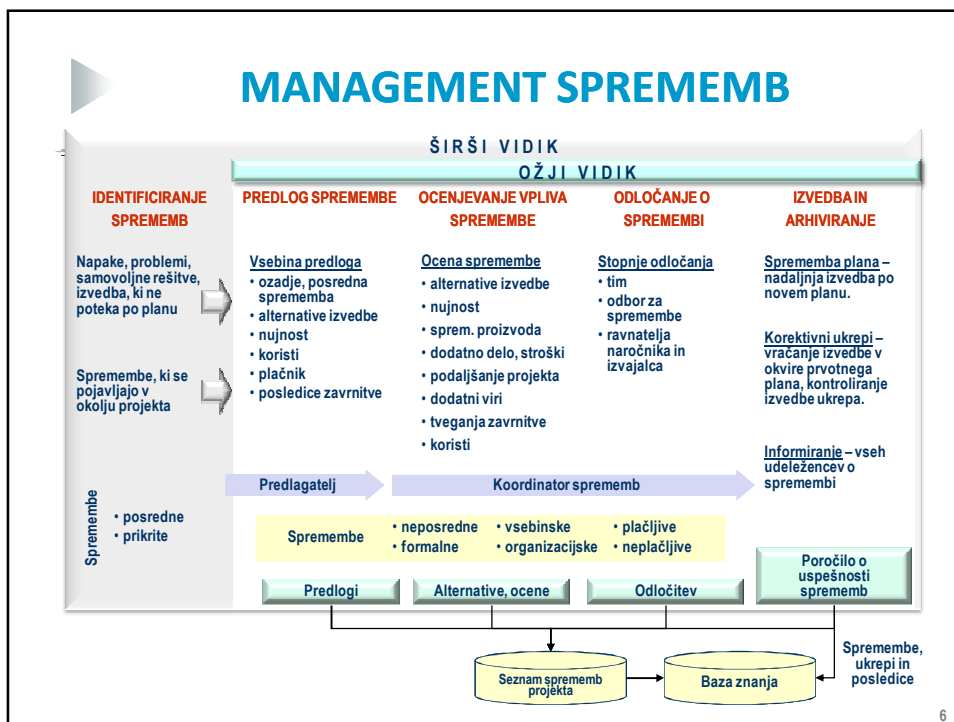 MANAGEMENT SPREMEMB
ŠIRŠI VIDIK
OŽJI VIDIK
IDENTIFICIRANJE
SPREMEMB
Napake, problemi,
samovoljne rešitve,
izvedba, ki ne
poteka po planu
Spremembe, ki se
pojavljajo v
okolju projekta
Spremembe
• posredne
• prikrite
PREDLOG SPREMEMBE
Vsebina predloga
• ozadje, posredna
sprememba
• alternative izvedbe
• nujnost
• koristi
• plačnik
• posledice zavrnitve
OCENJEVANJE VPLIVA
SPREMEMBE
Ocena spremembe
• alternative izvedbe
• nujnost
• sprem. proizvoda
• dodatno delo, stroški
• podaljšanje projekta
• dodatni viri
• tveganja zavrnitve
• koristi
ODLOČANJE O
SPREMEMBI
Stopnje odločanja
• tim
• odbor za
spremembe
• ravnatelja
naročnika in
izvajalca
IZVEDBA IN
ARHIVIRANJE
Sprememba plana –
nadaljnja izvedba po
novem planu.
Korektivni ukrepi –
vračanje izvedbe v
okvire prvotnega
plana, kontroliranje
izvedbe ukrepa.
Informiranje – vseh
udeležencev o
spremembi
Predlagatelj
Koordinator sprememb
Spremembe
• neposredne
• formalne
• vsebinske
• organizacijske
• plačljive
• neplačljive
Predlogi
Alternative, ocene
Odločitev
Poročilo o
uspešnosti
sprememb
Seznam sprememb
projekta
Baza znanja
Spremembe,
ukrepi in
posledice
6